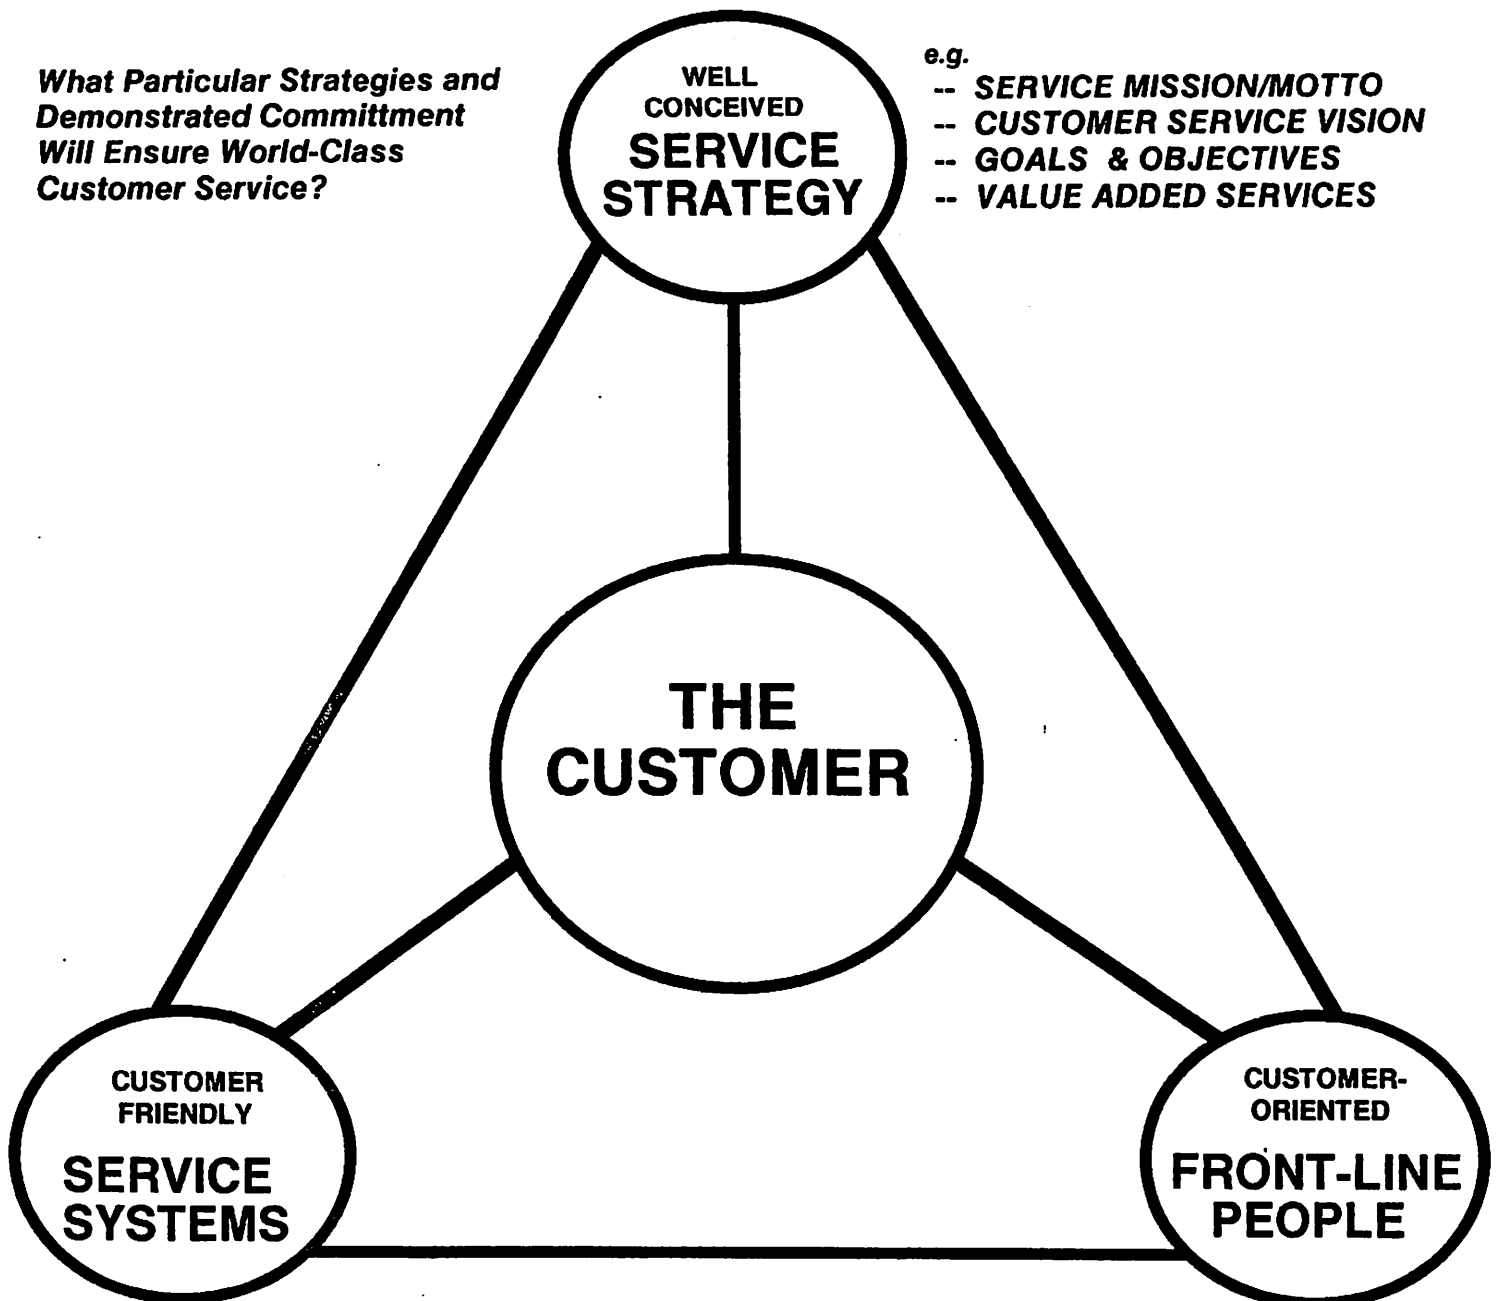 What Particular Strategies and
Demonstrated Committment
Will Ensure World-Class
Customer Service?
WELL
CONCEIVED
SERVICE
STRATEGY
e.g.
-- SERVICE MISSION/MOTTO
-- CUSTOMER SERVICE VISION
-- GOALS & OBJECTIVES
-- VALUE ADDED SERVICES
THE
CUSTOMER
CUSTOMER
FRIENDLY
SERVICE
SYSTEMS
CUSTOMER-
ORIENTED
FRONT-LINE
PEOPLE